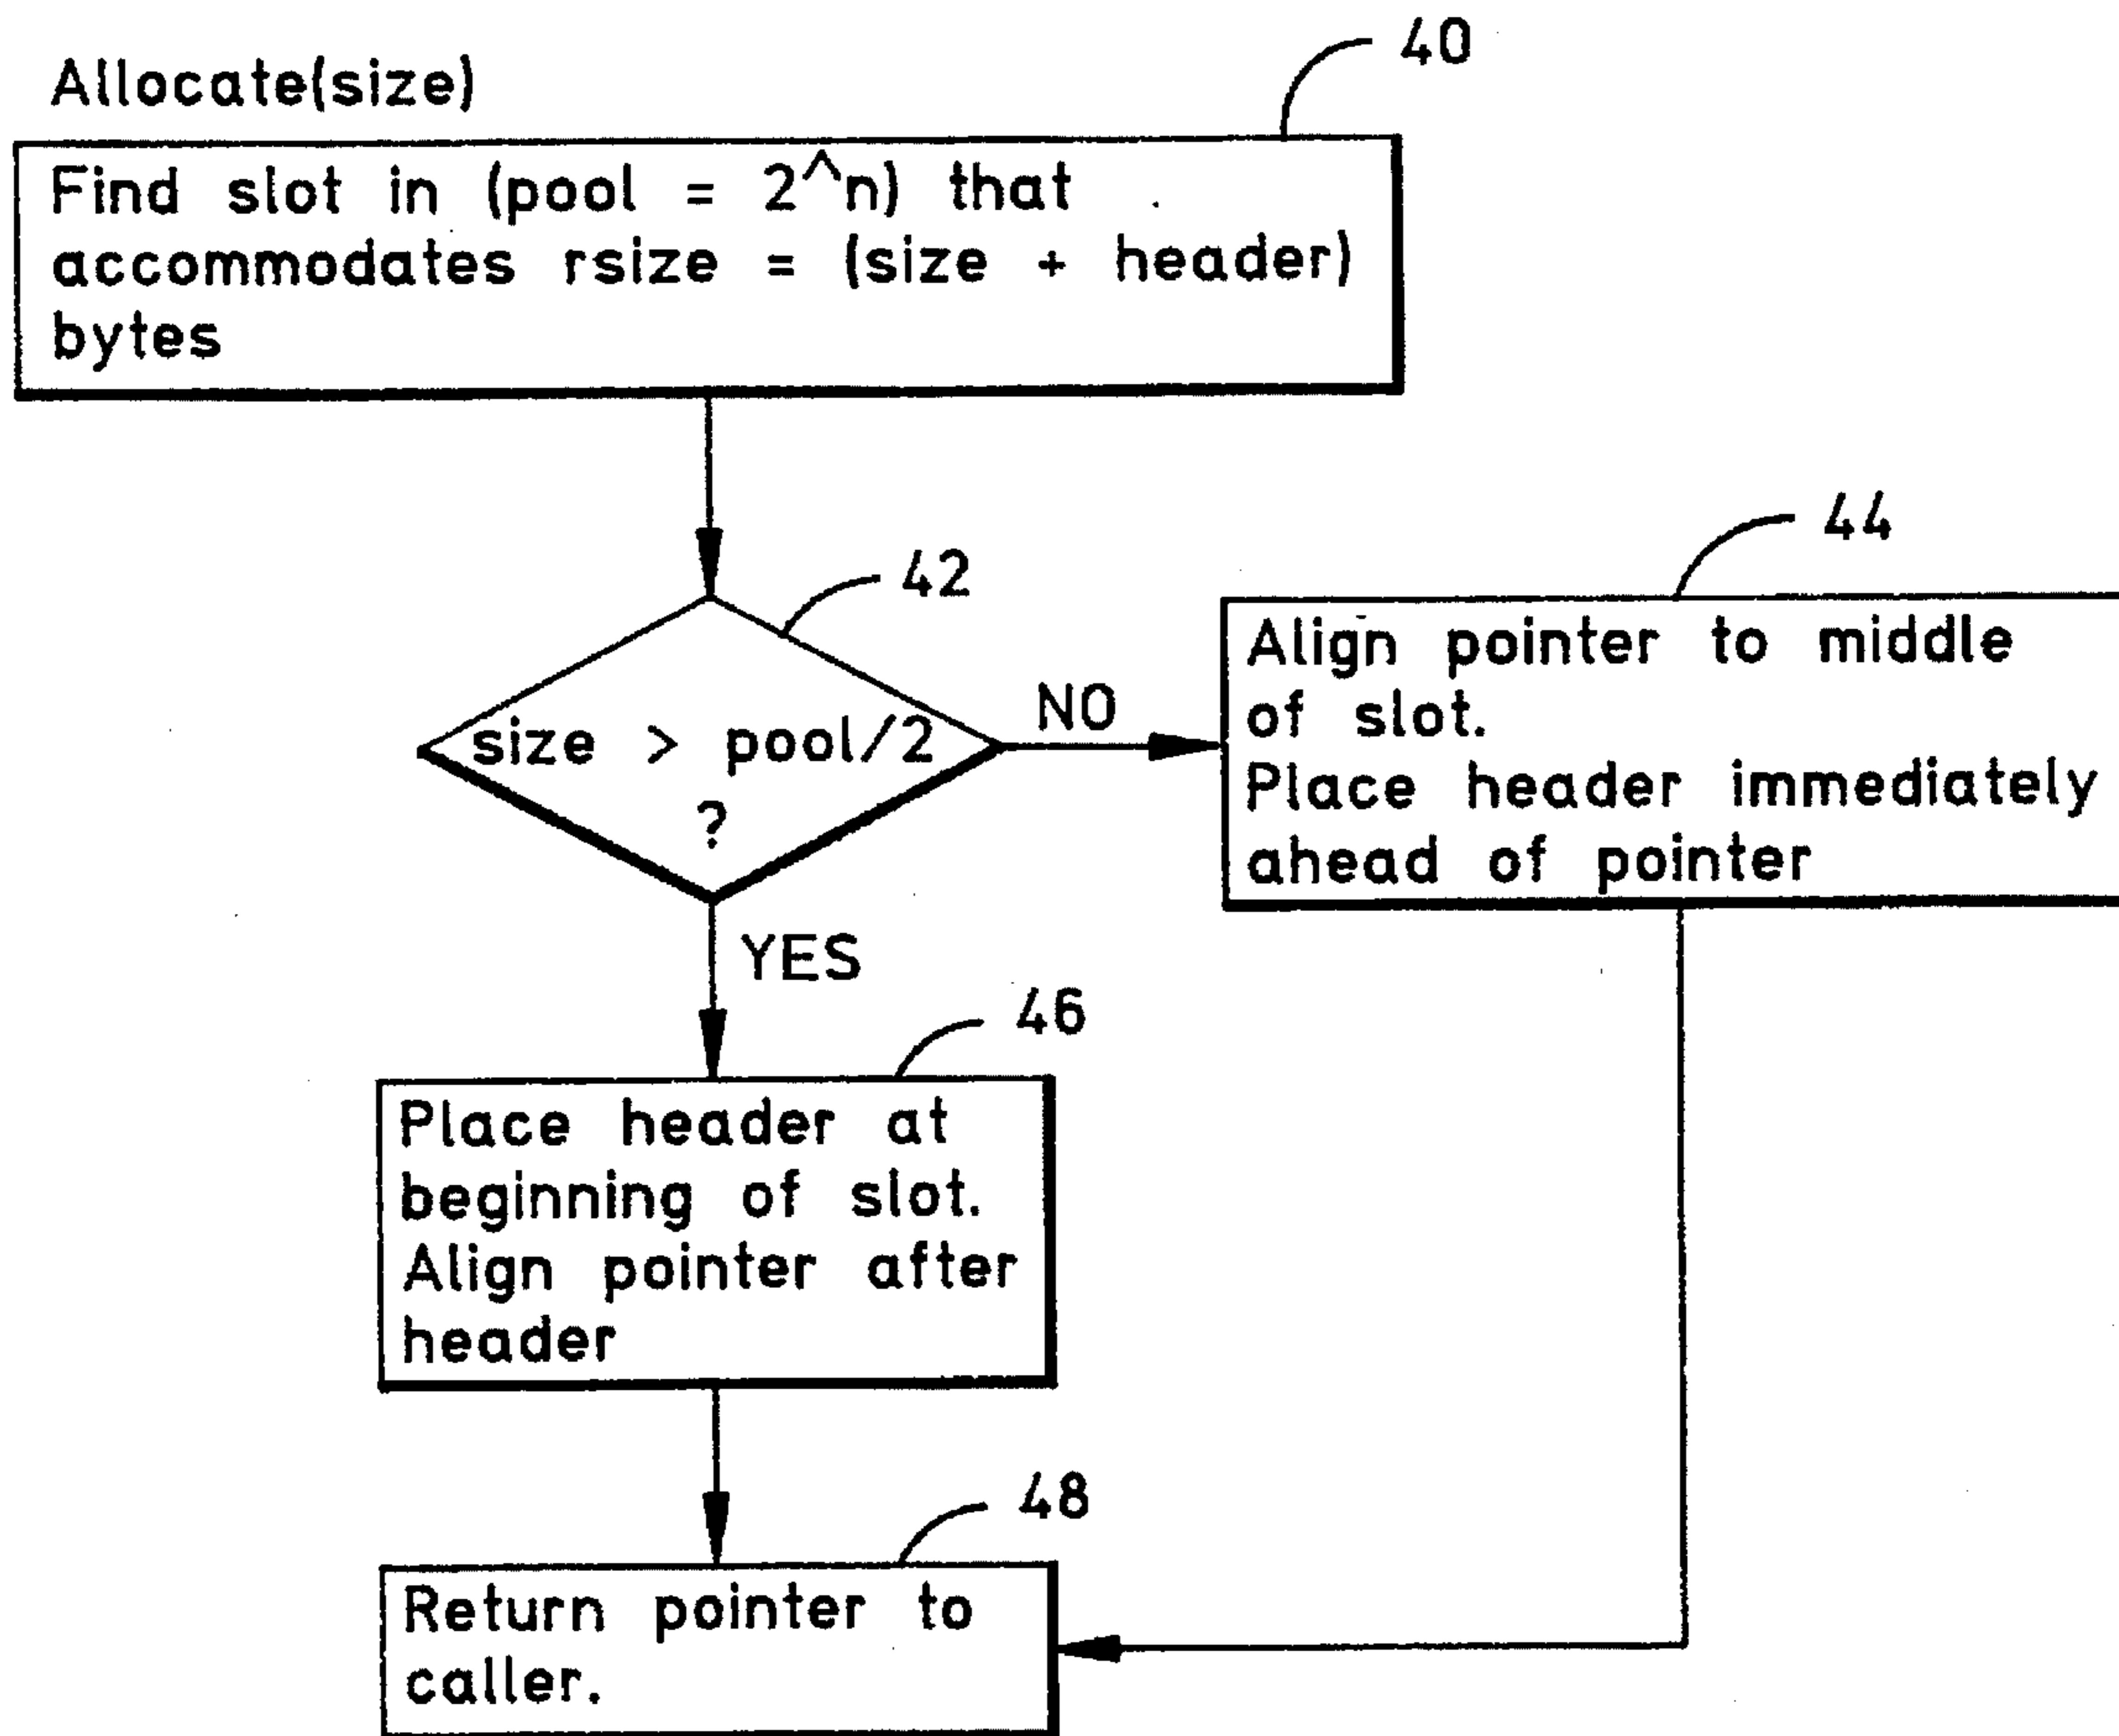 40
Allocate(size)
Find slot in (pool = 2^n) that
accommodates rsize = (size + header)
bytes
42
size > pool/2
?
NO
44
Align pointer to middle
of slot.
Place header immediately
ahead of pointer
YES
46
Place header at
beginning of slot.
Align pointer after
header
48
Return pointer to
caller.